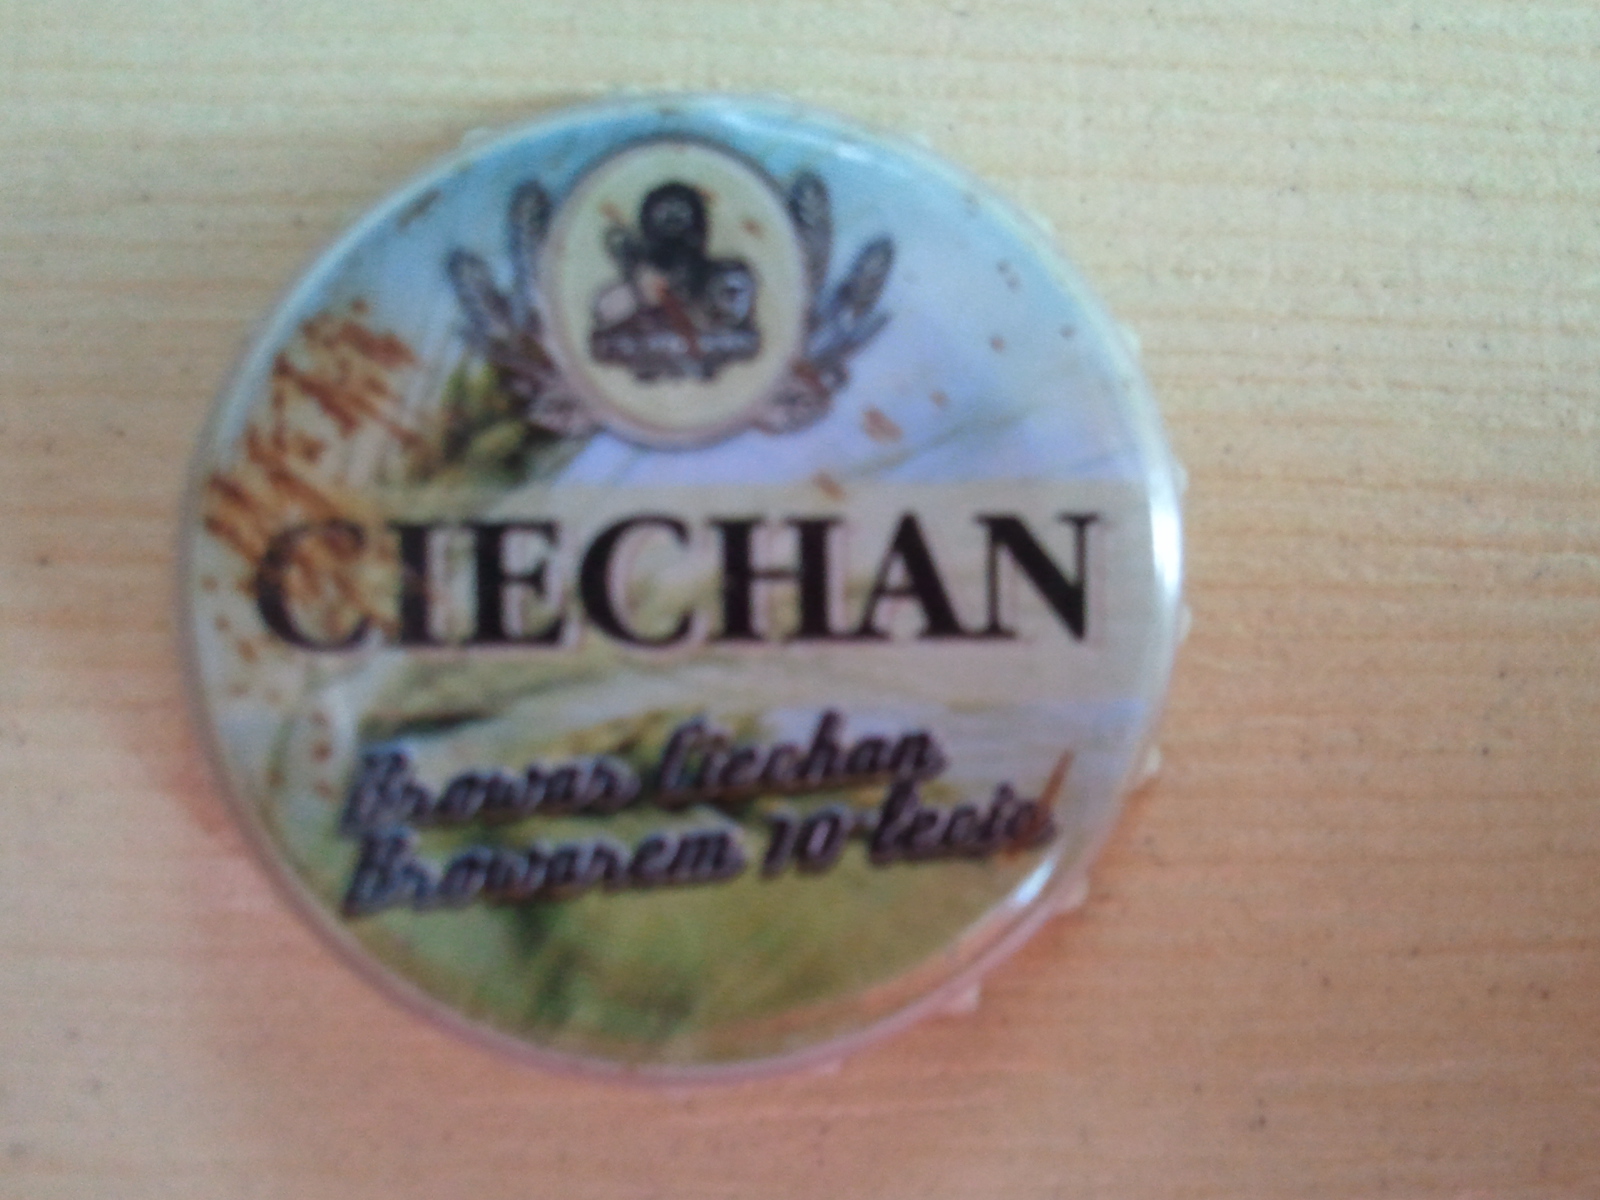 CIECHAN
Browar Ciechan
Browarem 10-lecia